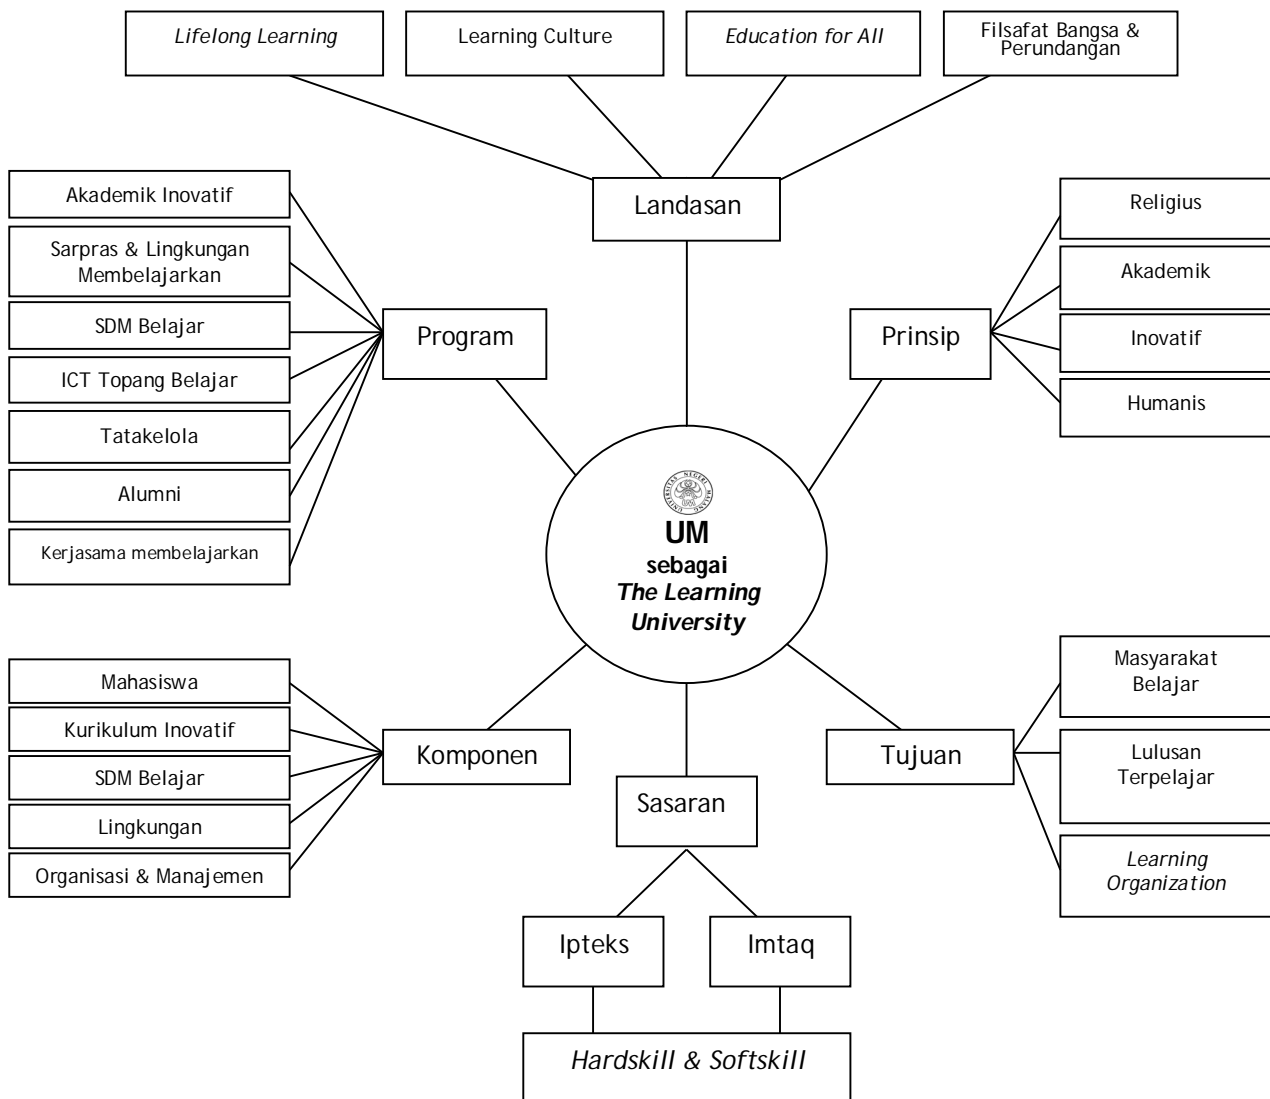 Lifelong Learning
Learning Culture
Education for All
Filsafat Bangsa &
Perundangan
Landasan
Akademik Inovatif
Sarpras & Lingkungan
Membelajarkan
SDM Belajar
ICT Topang Belajar
Tatakelola
Alumni
Kerjasama membelajarkan
Program
Prinsip
Religius
Akademik
Inovatif
Humanis
UNIVERSITAS NEGERI MALANG
UM
sebagai
The Learning
University
Mahasiswa
Kurikulum Inovatif
SDM Belajar
Lingkungan
Organisasi & Manajemen
Komponen
Sasaran
Tujuan
Masyarakat
Belajar
Lulusan
Terpelajar
Learning
Organization
Ipteks
Imtaq
Hardskill & Softskill